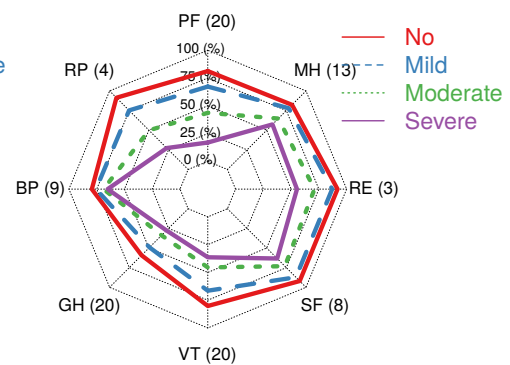 PF (20)
100 (%)
75 (%)
50 (%)
25 (%)
0 (%)
RP (4)
MH (13)
BP (9)
RE (3)
GH (20)
SF (8)
VT (20)
No
Mild
Moderate
Severe